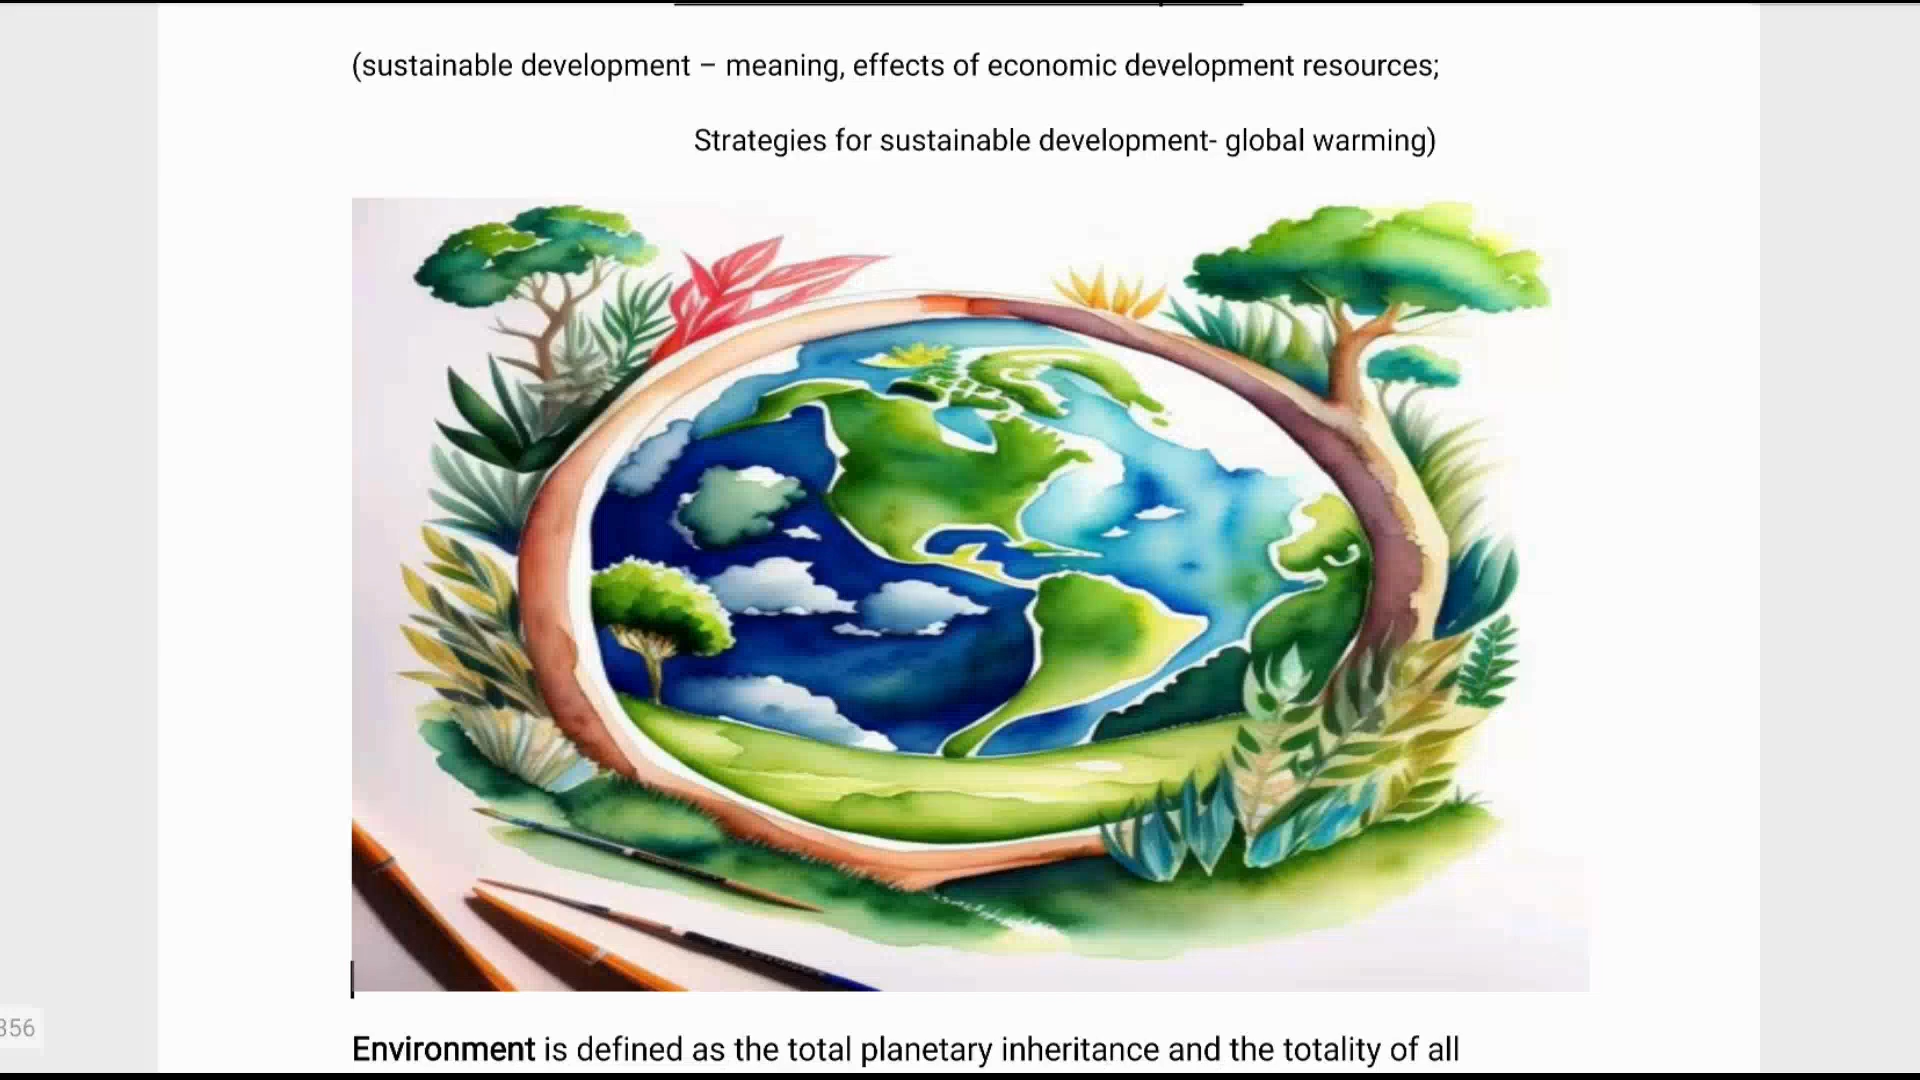 (sustainable development – meaning, effects of economic development resources;
Strategies for sustainable development- global warming)
356
Environment is defined as the total planetary inheritance and the totality of all